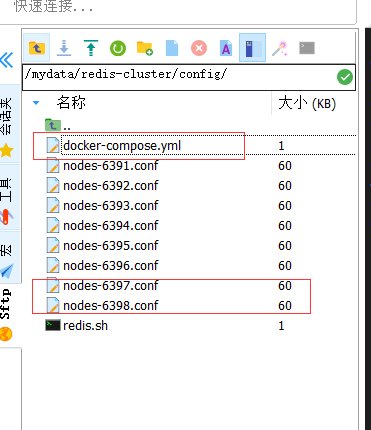 快速连接...
/mydata/redis-cluster/config/
名称 大小 (KB)
..
docker-compose.yml 1
nodes-6391.conf 60
nodes-6392.conf 60
nodes-6393.conf 60
nodes-6394.conf 60
nodes-6395.conf 60
nodes-6396.conf 60
nodes-6397.conf 60
nodes-6398.conf 60
redis.sh 1
会话夹
工具
宏
Sftp